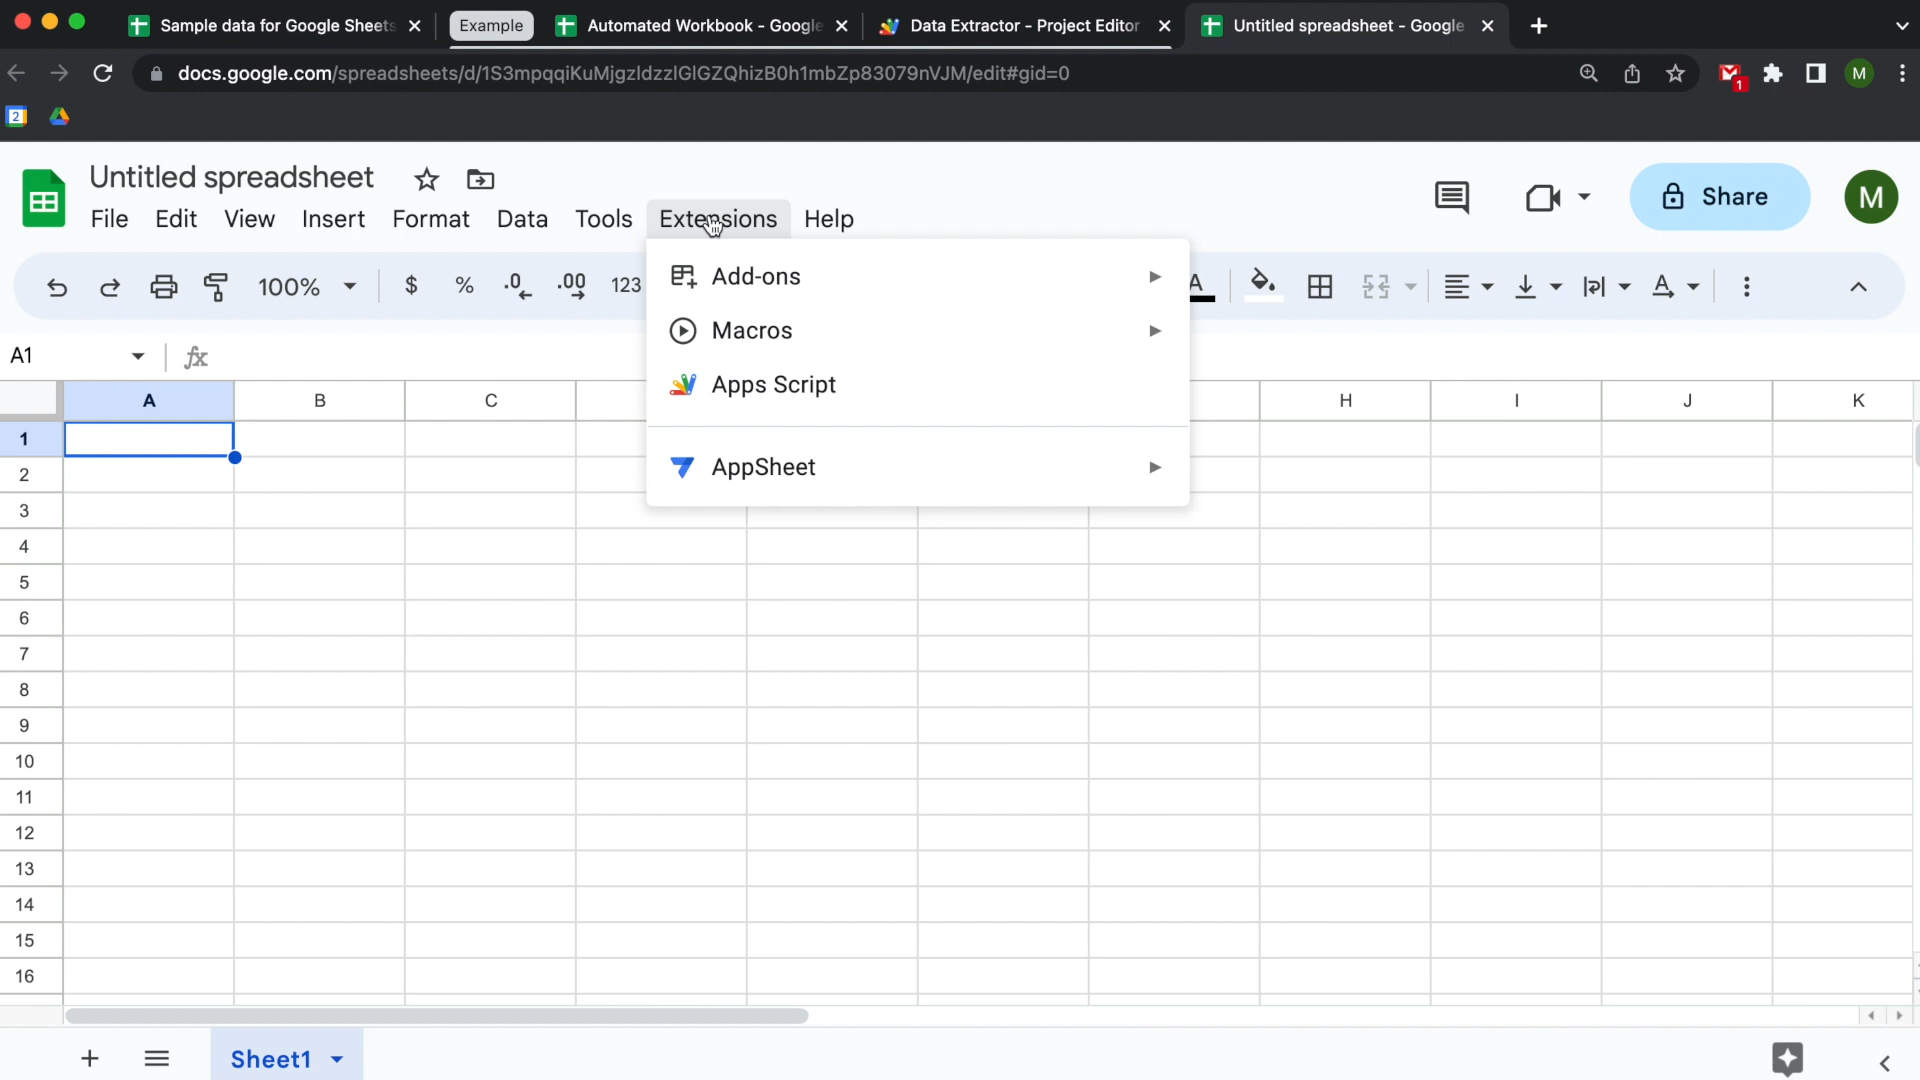 Sample data for Google Sheets
Example
Automated Workbook - Google
Data Extractor - Project Editor
Untitled spreadsheet - Google
docs.google.com/spreadsheets/d/1S3mpqqiKuMjgzldzzlGlGZQhizB0h1mbZp83079nVJM/edit#gid=0
1
M
2
Untitled spreadsheet
Share
M
File Edit View Insert Format Data Tools Extensions Help
100% $ % .0 .00 123 A A
Add-ons
Macros
Apps Script
AppSheet
A1 fx
A B C H I J K
1
2
3
4
5
6
7
8
9
10
11
12
13
14
15
16
Sheet1